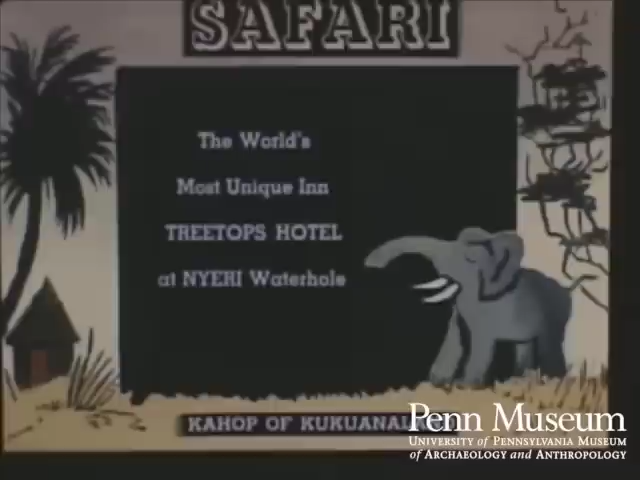 SAFARI
The World's
Most Unique Inn
TREETOPS HOTEL
at NYERI Waterhole
KAHOP OF
Penn Museum
UNIVERSITY of PENNSYLVANIA MUSEUM
of ARCHAEOLOGY and ANTHROPOLOGY